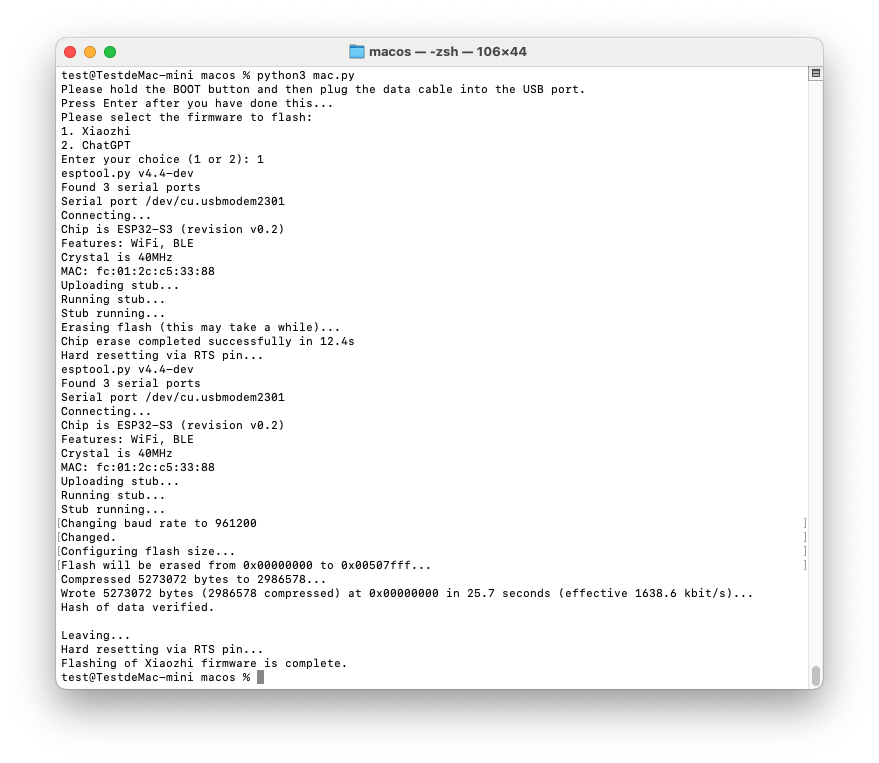 macos — -zsh — 106×44
test@TestdeMac-mini macos % python3 mac.py
Please hold the BOOT button and then plug the data cable into the USB port.
Press Enter after you have done this...
Please select the firmware to flash:
1. Xiaozhi
2. ChatGPT
Enter your choice (1 or 2): 1
esptool.py v4.4-dev
Found 3 serial ports
Serial port /dev/cu.usbmodem2301
Connecting...
Chip is ESP32-S3 (revision v0.2)
Features: WiFi, BLE
Crystal is 40MHz
MAC: fc:01:2c:c5:33:88
Uploading stub...
Running stub...
Stub running...
Erasing flash (this may take a while)...
Chip erase completed successfully in 12.4s
Hard resetting via RTS pin...
esptool.py v4.4-dev
Found 3 serial ports
Serial port /dev/cu.usbmodem2301
Connecting...
Chip is ESP32-S3 (revision v0.2)
Features: WiFi, BLE
Crystal is 40MHz
MAC: fc:01:2c:c5:33:88
Uploading stub...
Running stub...
Stub running...
[Changing baud rate to 961200 ]
[Changed. ]
[Configuring flash size... ]
[Flash will be erased from 0x00000000 to 0x00507fff... ]
Compressed 5273072 bytes to 2986578...
Wrote 5273072 bytes (2986578 compressed) at 0x00000000 in 25.7 seconds (effective 1638.6 kbit/s)...
Hash of data verified.
Leaving...
Hard resetting via RTS pin...
Flashing of Xiaozhi firmware is complete.
test@TestdeMac-mini macos %